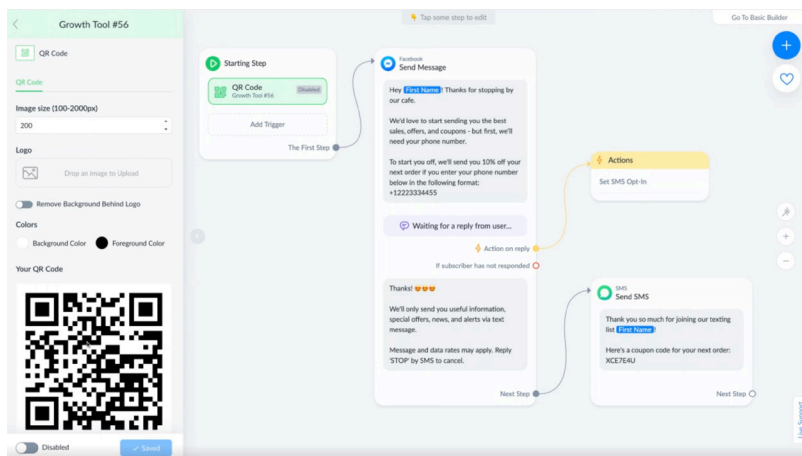 Growth Tool #56
QR Code
QR Code
Image size (100-2000px)
200
Logo
Drop an image to Upload
Remove Background Behind Logo
Colors
Background Color
Foreground Color
Your QR Code
Disabled
✓ Saved
👇 Tap some step to edit
Go To Basic Builder
Starting Step
QR Code
Growth Tool #56
Disabled
Add Trigger
The First Step
Facebook
Send Message
Hey First Name ! Thanks for stopping by
our cafe.
We'd love to start sending you the best
sales, offers, and coupons - but first, we'll
need your phone number.
To start you off, we'll send you 10% off your
next order if you enter your phone number
below in the following format:
+12223334455
Waiting for a reply from user...
Action on reply
If subscriber has not responded
Thanks! 😍😍😍
We'll only send you useful information,
special offers, news, and alerts via text
message.
Message and data rates may apply. Reply
'STOP' by SMS to cancel.
Next Step
Actions
Set SMS Opt-In
SMS
Send SMS
Thank you so much for joining our texting
list First Name !
Here's a coupon code for your next order:
XCE7E4U
Next Step
Live Support